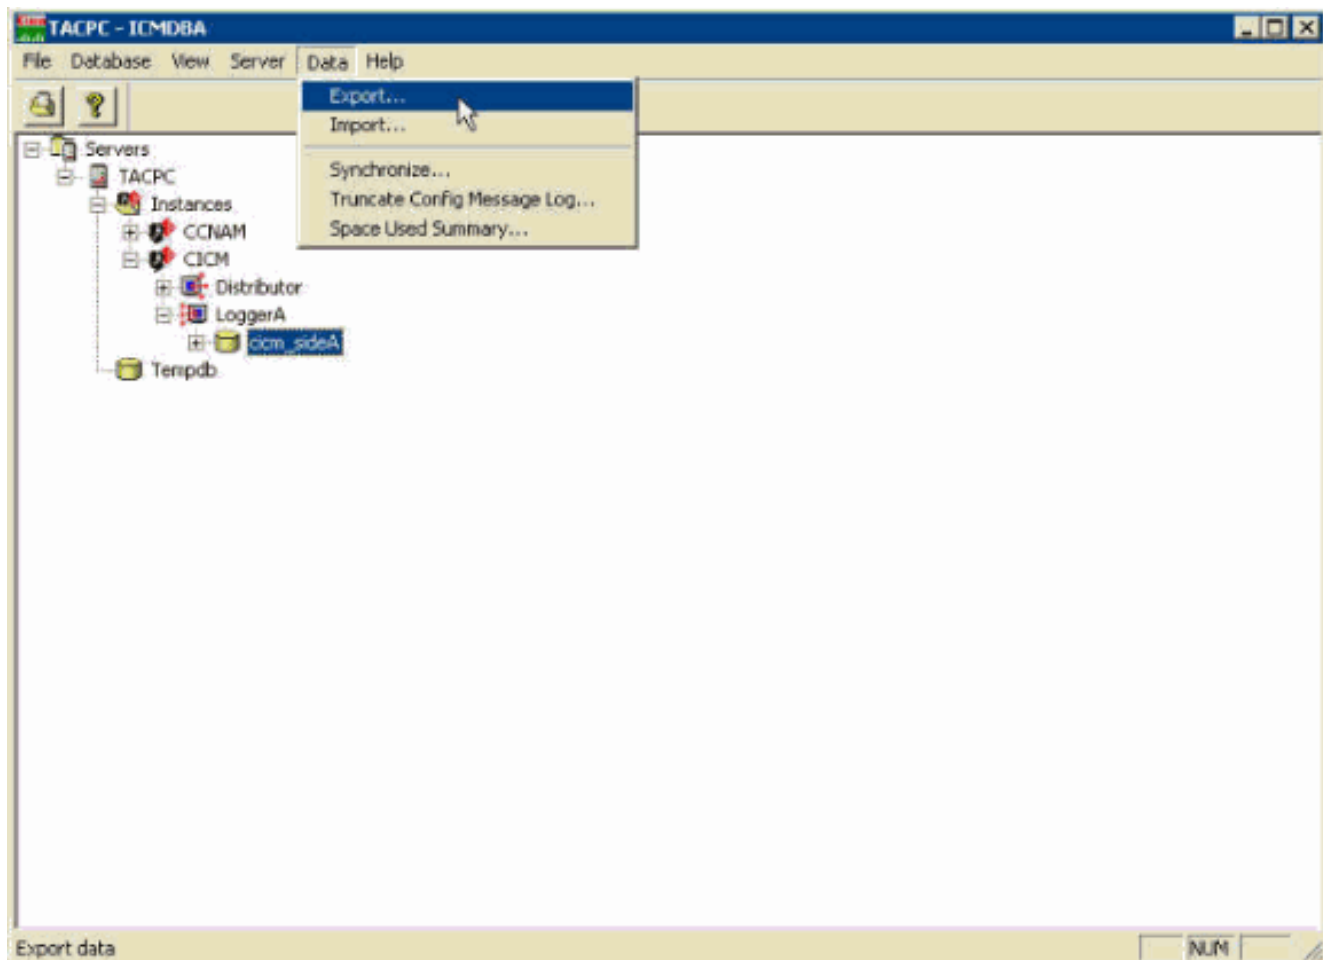 TACPC - ICMDBA
File Database View Server Data Help
Export...
Import...
Synchronize...
Truncate Config Message Log...
Space Used Summary...
Servers
TACPC
Instances
CCNAM
CICM
Distributor
LoggerA
cicm_sideA
Tempdb
Export data
NUM